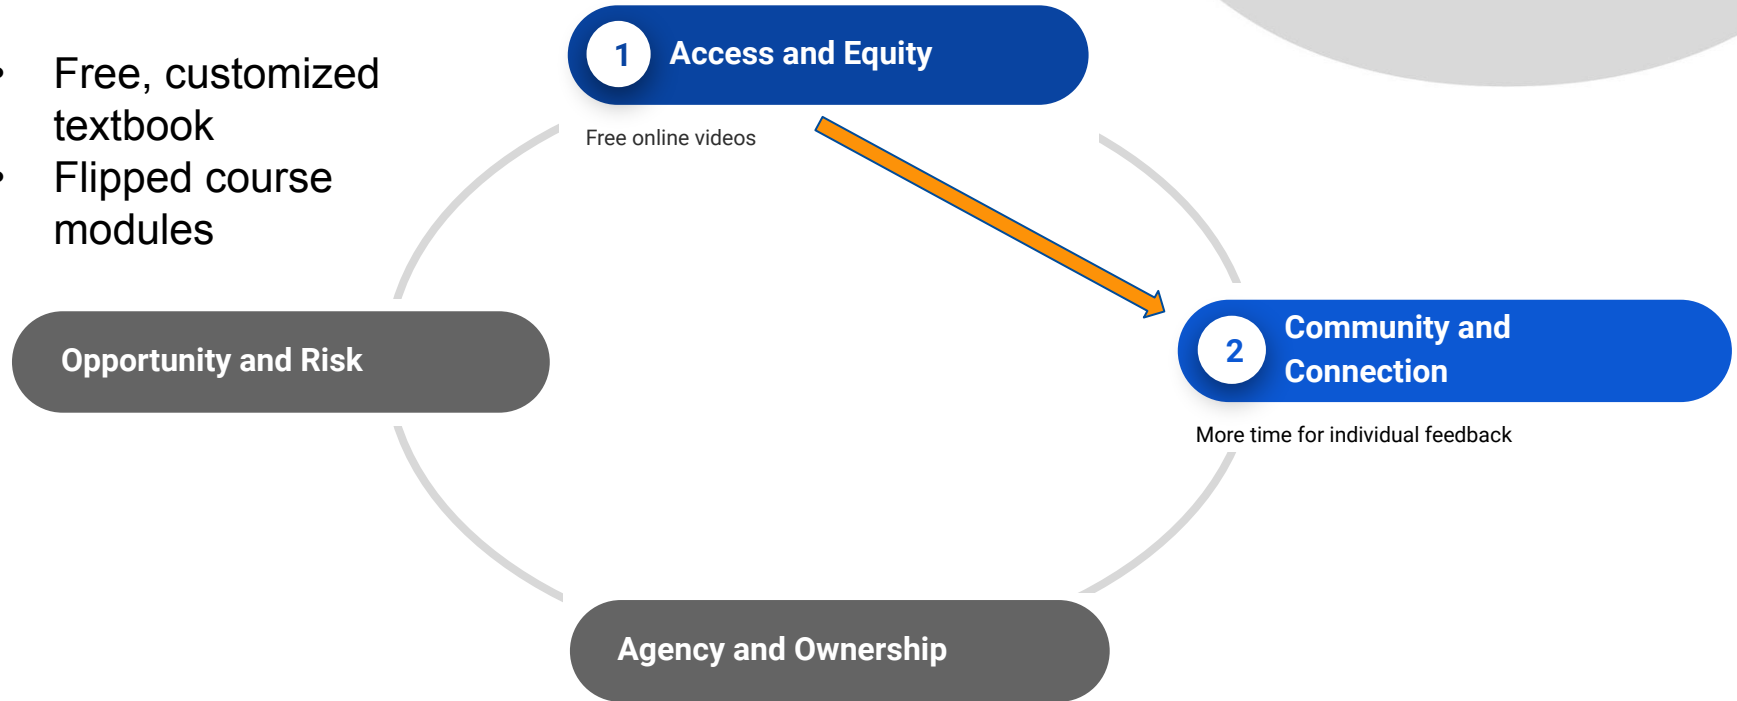 • Free, customized
textbook
• Flipped course
modules
1 Access and Equity
Free online videos
2 Community and
Connection
More time for individual feedback
Opportunity and Risk
Agency and Ownership